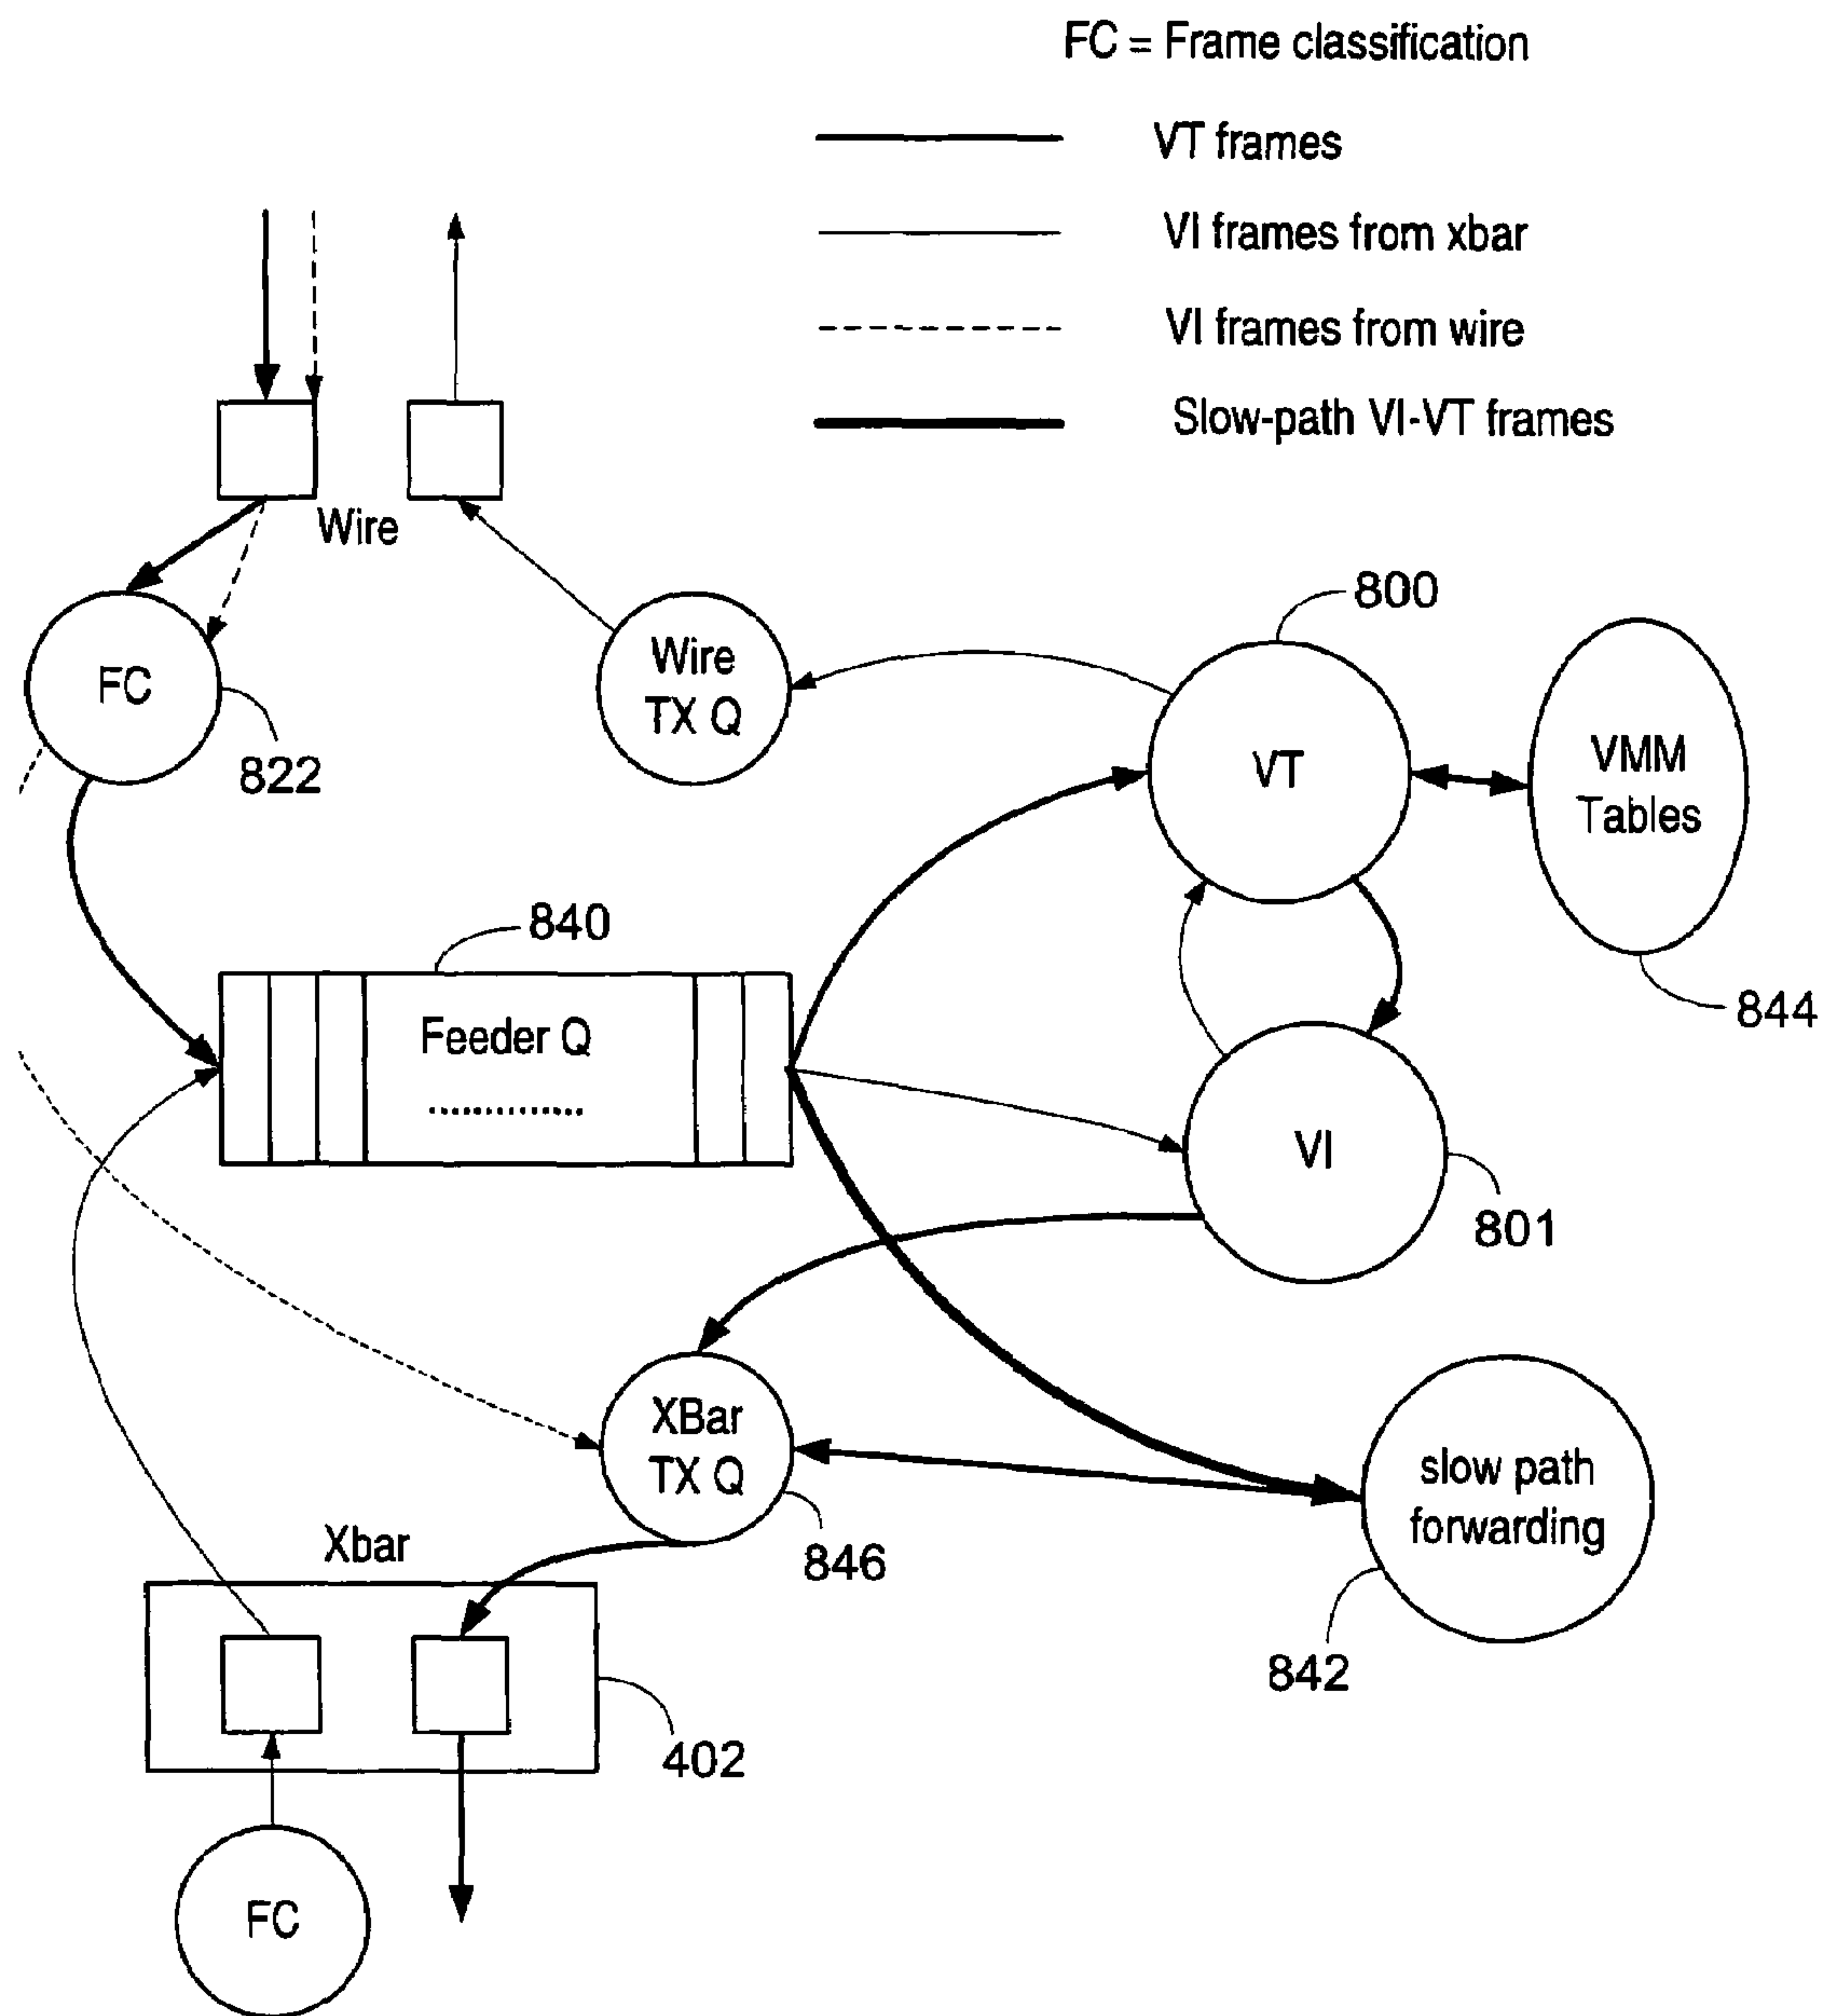 FC = Frame classification
VT frames
VI frames from xbar
VI frames from wire
Slow-path VI-VT frames
Wire
800
FC
Wire
TX Q
822
VT
VMM
Tables
840
844
Feeder Q
VI
801
XBar
TX Q
slow path
forwarding
Xbar
846
842
402
FC